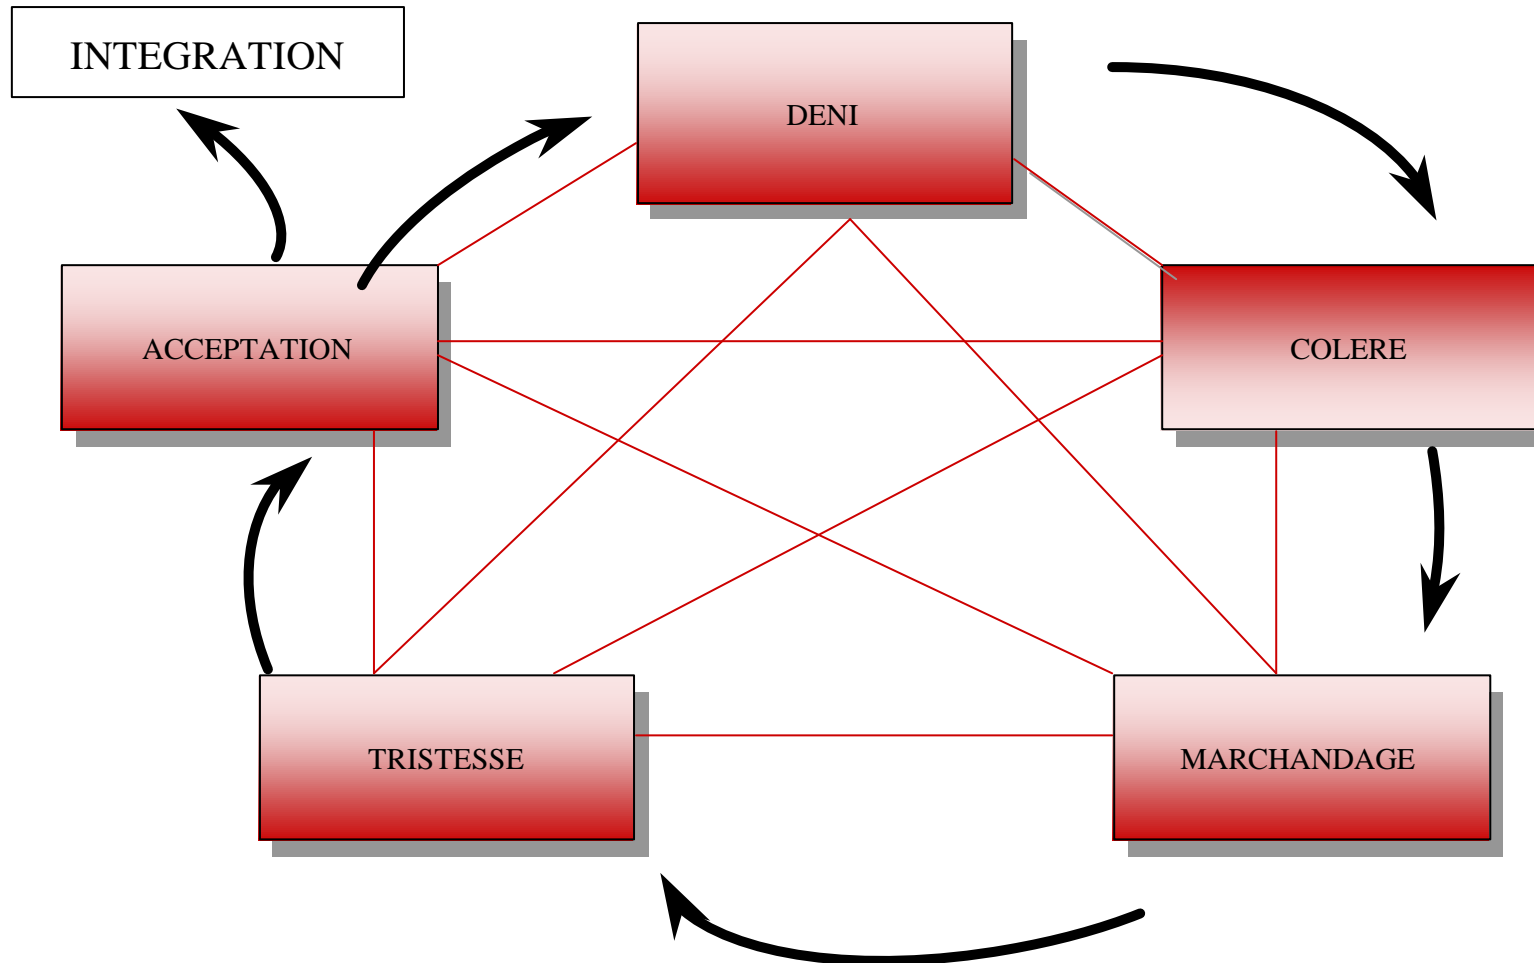 INTEGRATION
DENI
ACCEPTATION
COLERE
TRISTESSE
MARCHANDAGE